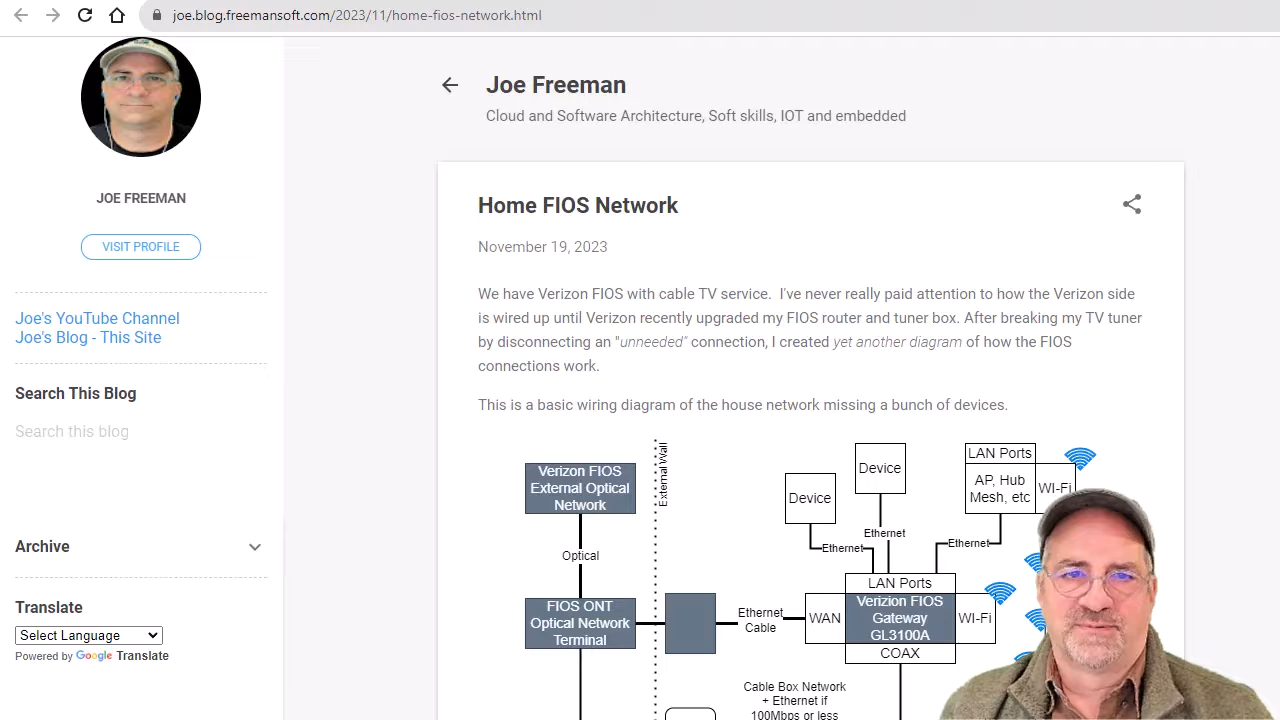 joe.blog.freemansoft.com/2023/11/home-fios-network.html
JOE FREEMAN
VISIT PROFILE
Joe's YouTube Channel
Joe's Blog - This Site
Search This Blog
Search this blog
Archive
Translate
Select Language
Powered by Google Translate
Joe Freeman
Cloud and Software Architecture, Soft skills, IOT and embedded
Home FIOS Network
November 19, 2023
We have Verizon FIOS with cable TV service.  I've never really paid attention to how the Verizon side
is wired up until Verizon recently upgraded my FIOS router and tuner box. After breaking my TV tuner
by disconnecting an "unneeded" connection, I created yet another diagram of how the FIOS
connections work.
This is a basic wiring diagram of the house network missing a bunch of devices.
Verizon FIOS
External Optical
Network
External Wall
Optical
FIOS ONT
Optical Network
Terminal
Ethernet
Cable
Device
Device
Ethernet
Ethernet
Ethernet
LAN Ports
AP, Hub
Mesh, etc
WI-Fi
LAN Ports
WAN
Verizion FIOS
Gateway
GL3100A
WI-Fi
COAX
Cable Box Network
+ Ethernet if
100Mbps or less